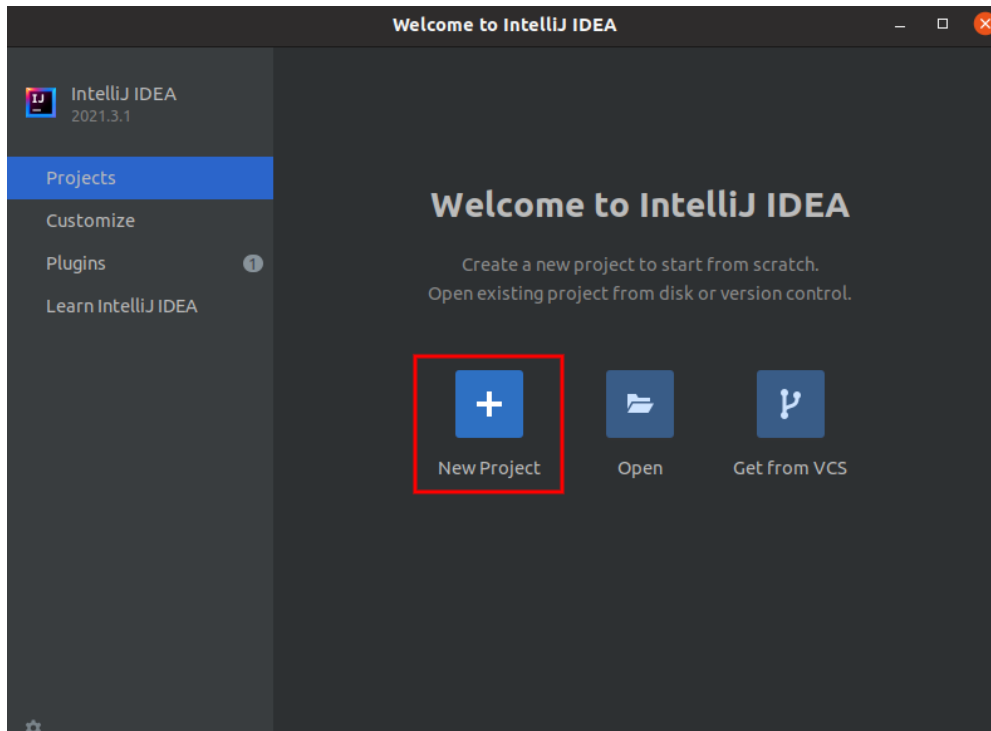 Welcome to IntelliJ IDEA
IJ
IntelliJ IDEA
2021.3.1
Projects
Customize
Plugins 1
Learn IntelliJ IDEA
Welcome to IntelliJ IDEA
Create a new project to start from scratch.
Open existing project from disk or version control.
New Project
Open
Get from VCS